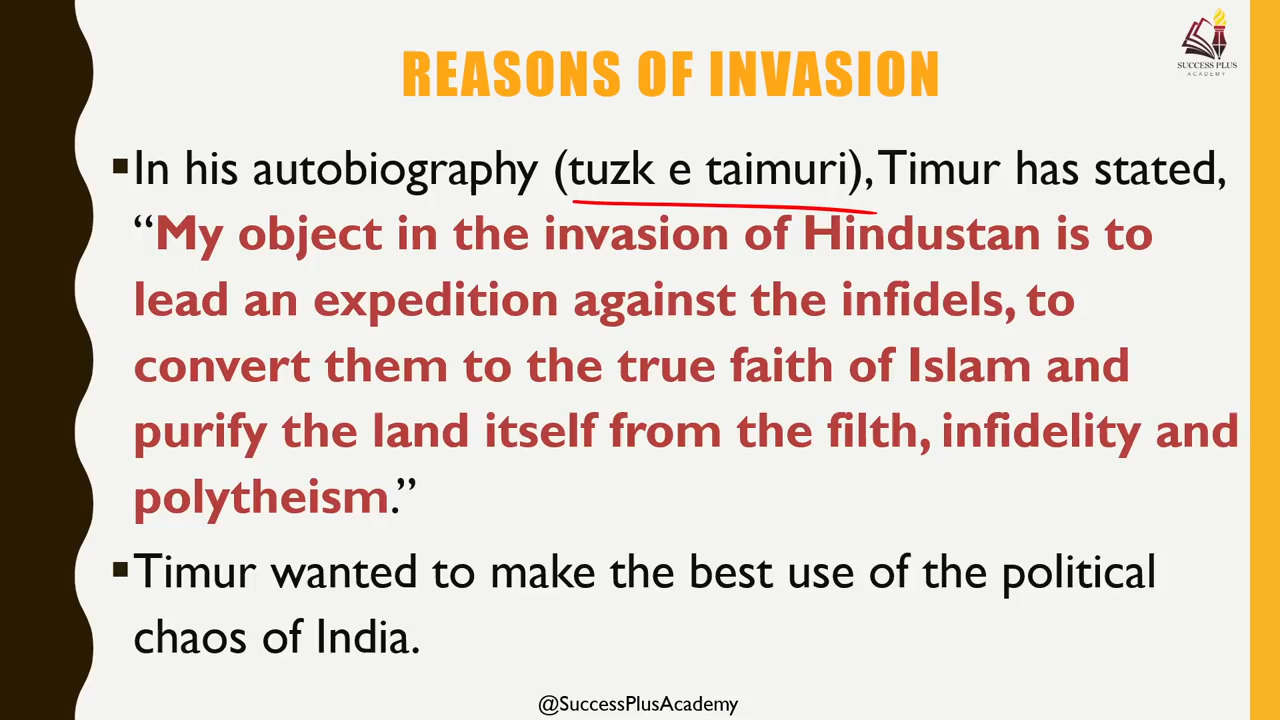 SUCCESS PLUS
ACADEMY
REASONS OF INVASION
▪In his autobiography (tuzk e taimuri), Timur has stated,
“My object in the invasion of Hindustan is to
lead an expedition against the infidels, to
convert them to the true faith of Islam and
purify the land itself from the filth, infidelity and
polytheism.”
▪Timur wanted to make the best use of the political
chaos of India.
@SuccessPlusAcademy